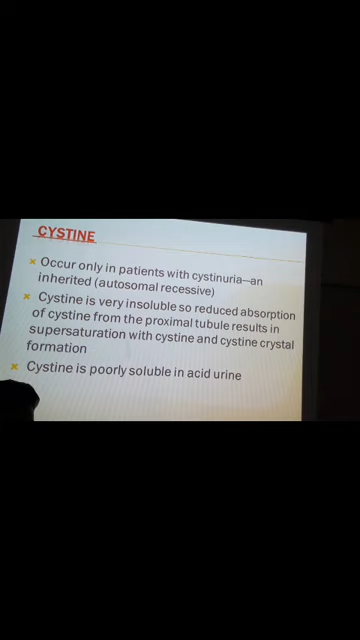 CYSTINE
× Occur only in patients with cystinuria—an
inherited (autosomal recessive)
× Cystine is very insoluble so reduced absorption
of cystine from the proximal tubule results in
supersaturation with cystine and cystine crystal
formation
× Cystine is poorly soluble in acid urine